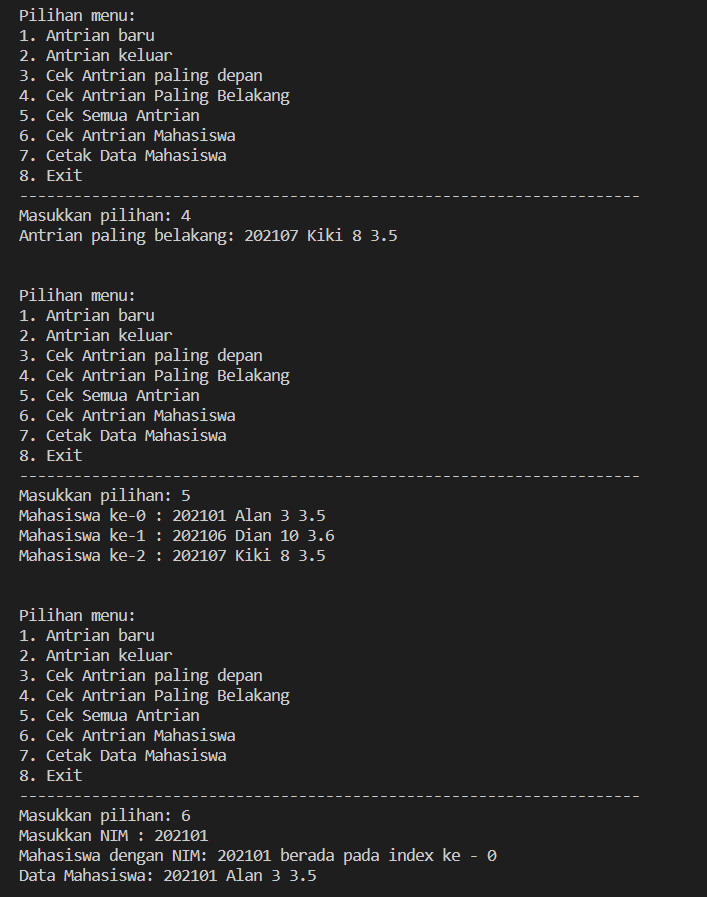 Pilihan menu:
1. Antrian baru
2. Antrian keluar
3. Cek Antrian paling depan
4. Cek Antrian Paling Belakang
5. Cek Semua Antrian
6. Cek Antrian Mahasiswa
7. Cetak Data Mahasiswa
8. Exit
---------------------------------------------------------------------
Masukkan pilihan: 4
Antrian paling belakang: 202107 Kiki 8 3.5
Pilihan menu:
1. Antrian baru
2. Antrian keluar
3. Cek Antrian paling depan
4. Cek Antrian Paling Belakang
5. Cek Semua Antrian
6. Cek Antrian Mahasiswa
7. Cetak Data Mahasiswa
8. Exit
---------------------------------------------------------------------
Masukkan pilihan: 5
Mahasiswa ke-0 : 202101 Alan 3 3.5
Mahasiswa ke-1 : 202106 Dian 10 3.6
Mahasiswa ke-2 : 202107 Kiki 8 3.5
Pilihan menu:
1. Antrian baru
2. Antrian keluar
3. Cek Antrian paling depan
4. Cek Antrian Paling Belakang
5. Cek Semua Antrian
6. Cek Antrian Mahasiswa
7. Cetak Data Mahasiswa
8. Exit
---------------------------------------------------------------------
Masukkan pilihan: 6
Masukkan NIM : 202101
Mahasiswa dengan NIM: 202101 berada pada index ke - 0
Data Mahasiswa: 202101 Alan 3 3.5